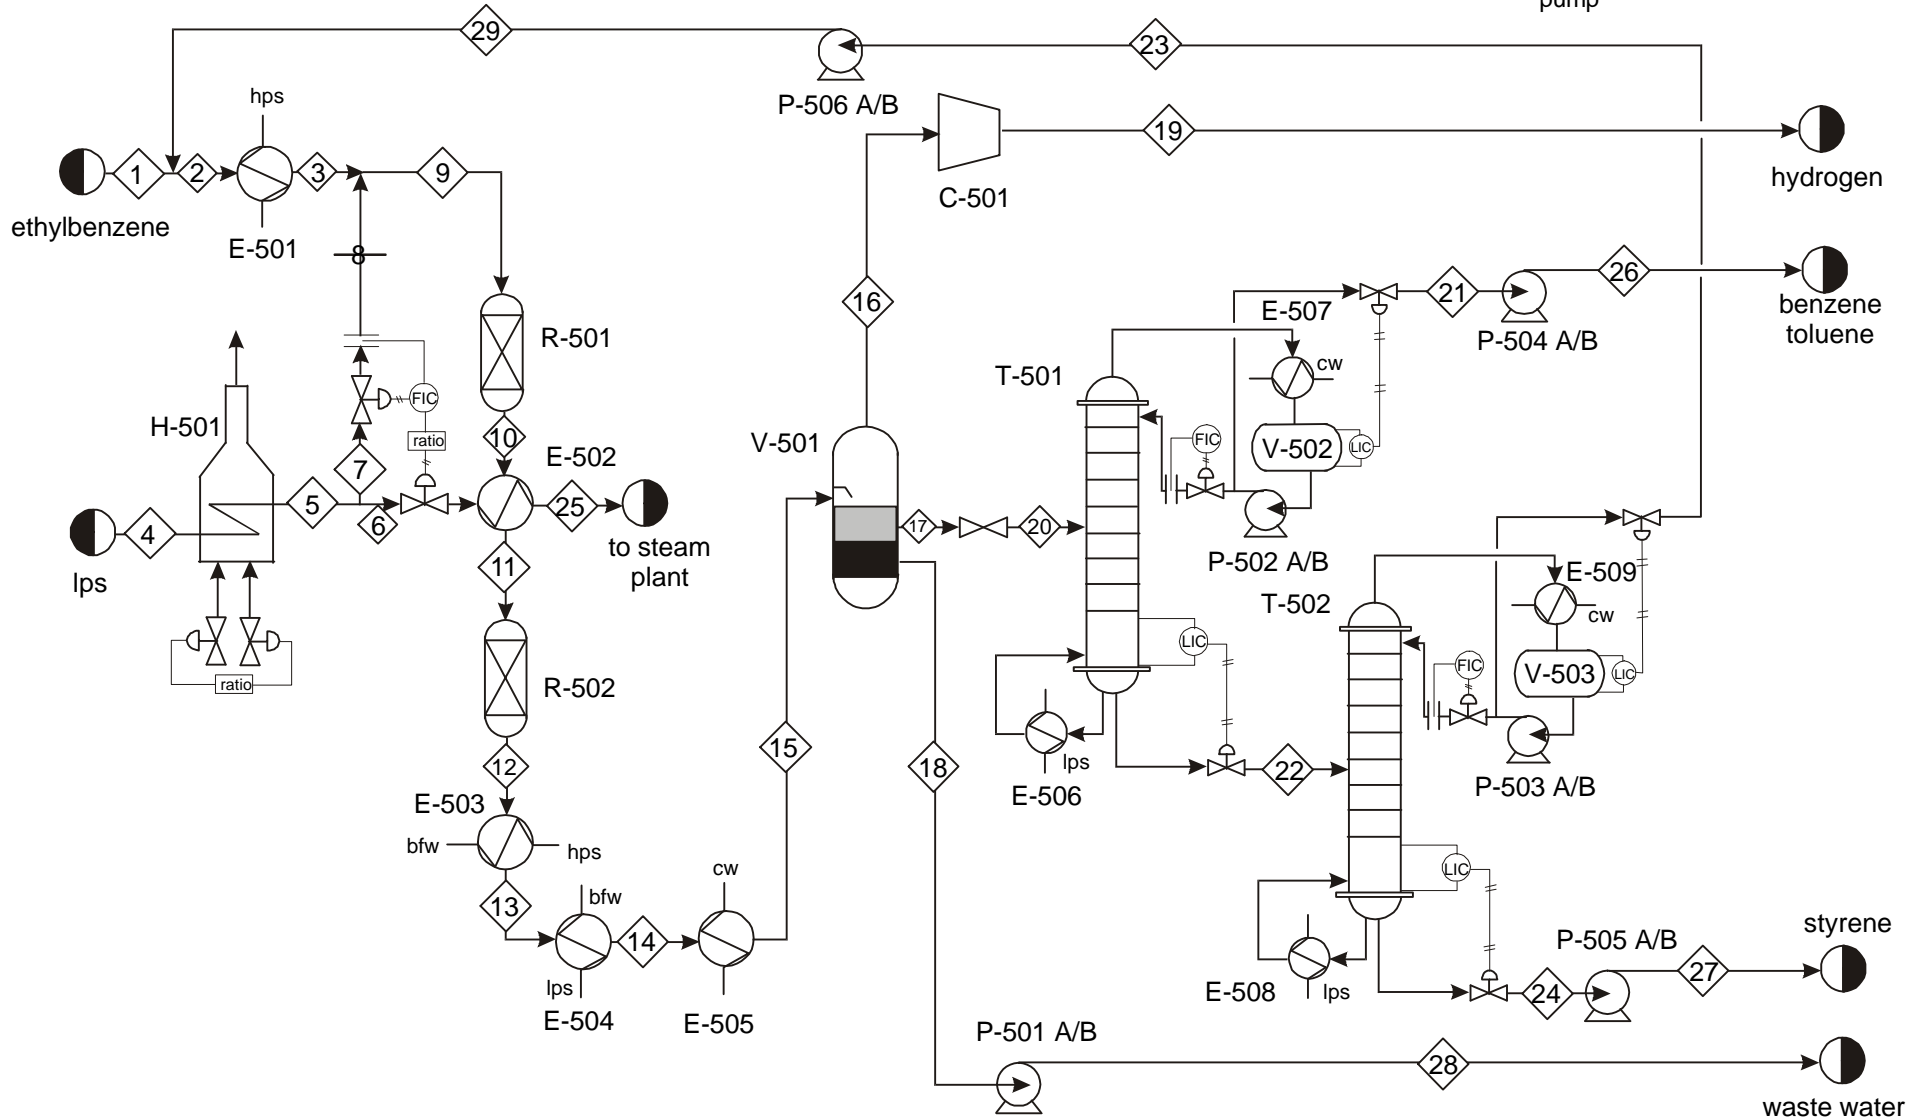 pump
29
23
P-506 A/B
hps
19
1
2
3
9
ethylbenzene
E-501
C-501
hydrogen
8
16
E-507
21
26
P-504 A/B
benzene
toluene
R-501
T-501
cw
H-501
FIC
ratio
10
V-501
FIC
V-502
LIC
E-502
7
4
5
6
25
17
20
lps
to steam
plant
P-502 A/B
11
E-509
T-502
cw
LIC
ratio
R-502
FIC
V-503
LIC
15
18
12
lps
22
E-506
P-503 A/B
E-503
bfw
hps
cw
LIC
13
bfw
14
styrene
P-505 A/B
lps
27
E-508
lps
24
E-504
E-505
P-501 A/B
28
waste water